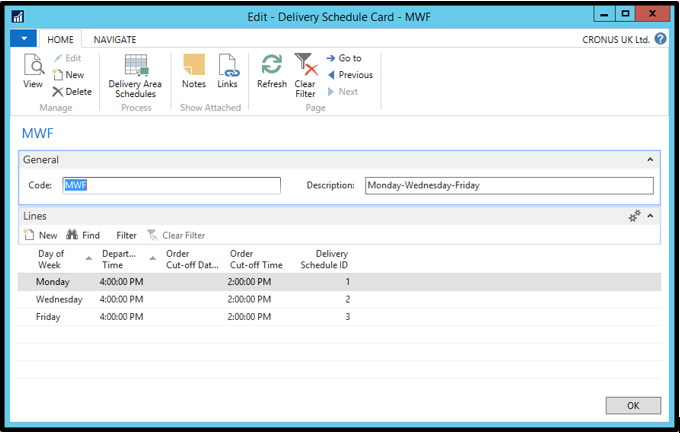 Edit - Delivery Schedule Card - MWF
HOME NAVIGATE CRONUS UK Ltd. ?
View Edit New Delete Delivery Area Schedules Notes Links Refresh Clear Filter Go to Previous Next
Manage Process Show Attached Page
MWF
General
Code: MWF Description: Monday-Wednesday-Friday
Lines
New Find Filter Clear Filter
Day of Depart... Order Order Delivery
Week Time Cut-off Dat... Cut-off Time Schedule ID
Monday 4:00:00 PM 2:00:00 PM 1
Wednesday 4:00:00 PM 2:00:00 PM 2
Friday 4:00:00 PM 2:00:00 PM 3
OK